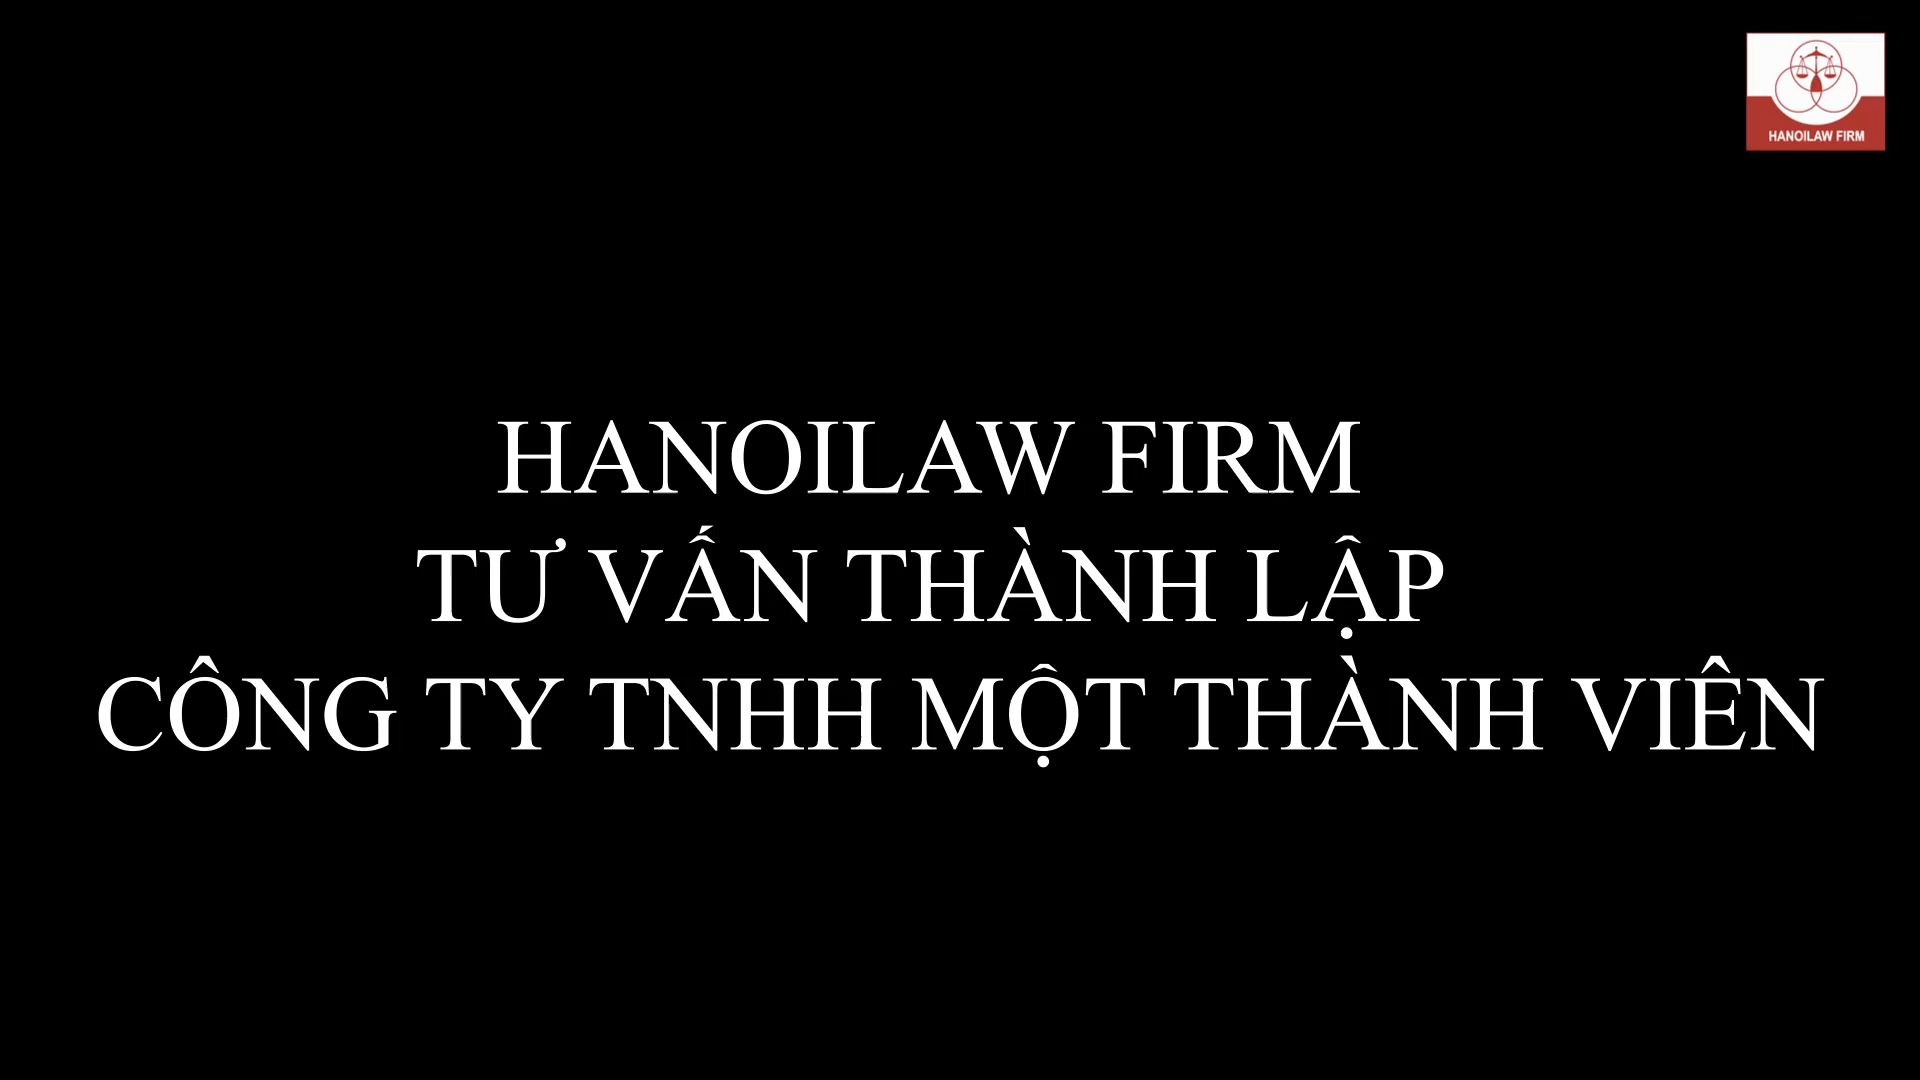 HANOILAW FIRM
HANOILAW FIRM
TƯ VẤN THÀNH LẬP
CÔNG TY TNHH MỘT THÀNH VIÊN